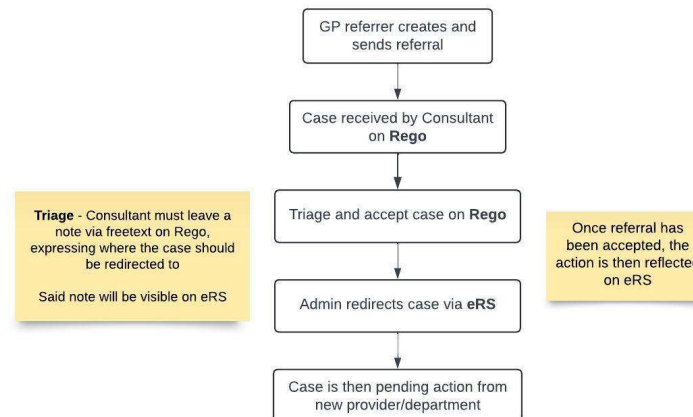 GP referrer creates and
sends referral
Case received by Consultant
on Rego
Triage - Consultant must leave a
note via freetext on Rego,
expressing where the case should
be redirected to
Said note will be visible on eRS
Triage and accept case on Rego
Once referral has
been accepted, the
action is then reflected
on eRS
Admin redirects case via eRS
Case is then pending action from
new provider/department